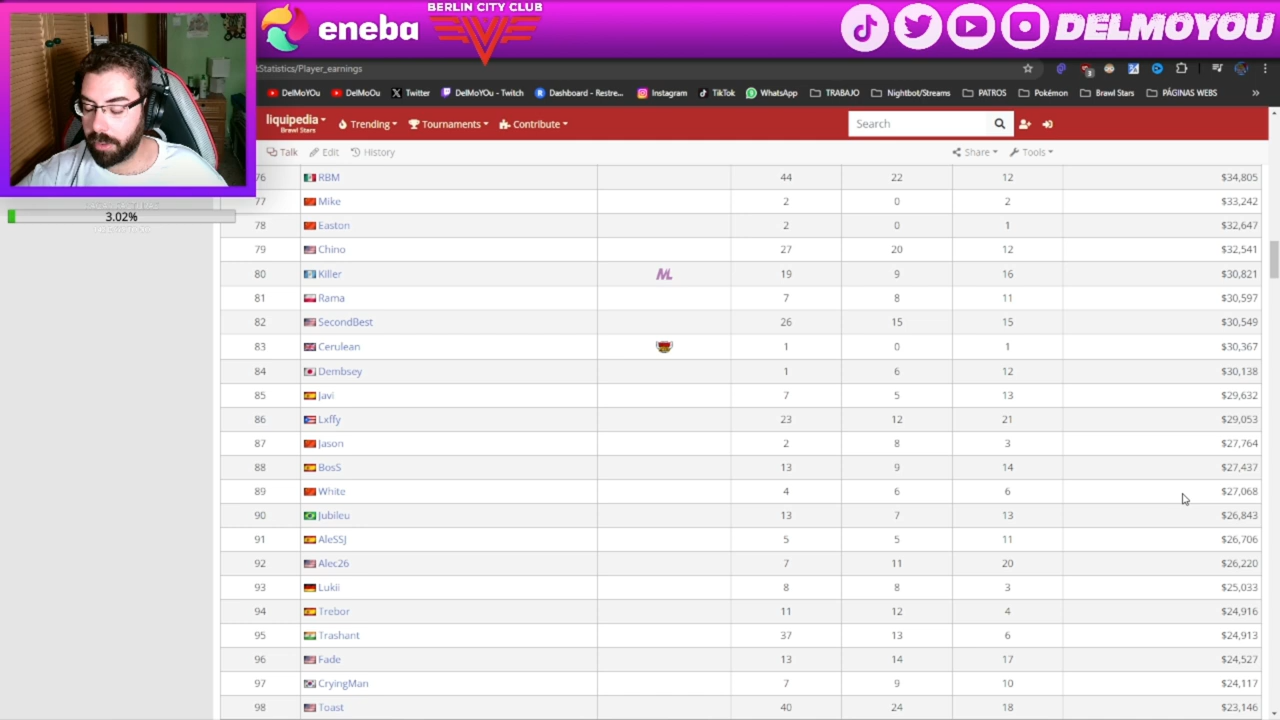 BERLIN CITY CLUB
eneba
DELMOYOU
:Statistics/Player_earnings
DelMoYOU DelMoOu Twitter DelMoYOu - Twitch Dashboard - Restre... Instagram TikTok WhatsApp TRABAJO Nightbot/Streams PATROS Pokémon Brawl Stars PÁGINAS WEBS »
liquipedia Brawl Stars Trending Tournaments Contribute Search
Talk Edit History Share Tools
3.02%
76 RBM 44 22 12 $34,805
77 Mike 2 0 2 $33,242
78 Easton 2 0 1 $32,647
79 Chino 27 20 12 $32,541
80 Killer ML 19 9 16 $30,821
81 Rama 7 8 11 $30,597
82 SecondBest 26 15 15 $30,549
83 Cerulean 1 0 1 $30,367
84 Dembsey 1 6 12 $30,138
85 Javi 7 5 13 $29,632
86 Lxffy 23 12 21 $29,053
87 Jason 2 8 3 $27,764
88 BosS 13 9 14 $27,437
89 White 4 6 6 $27,068
90 Jubileu 13 7 13 $26,843
91 AleSSJ 5 5 11 $26,706
92 Alec26 7 11 20 $26,220
93 Lukii 8 8 3 $25,033
94 Trebor 11 12 4 $24,916
95 Trashant 37 13 6 $24,913
96 Fade 13 14 17 $24,527
97 CryingMan 7 9 10 $24,117
98 Toast 40 24 18 $23,146